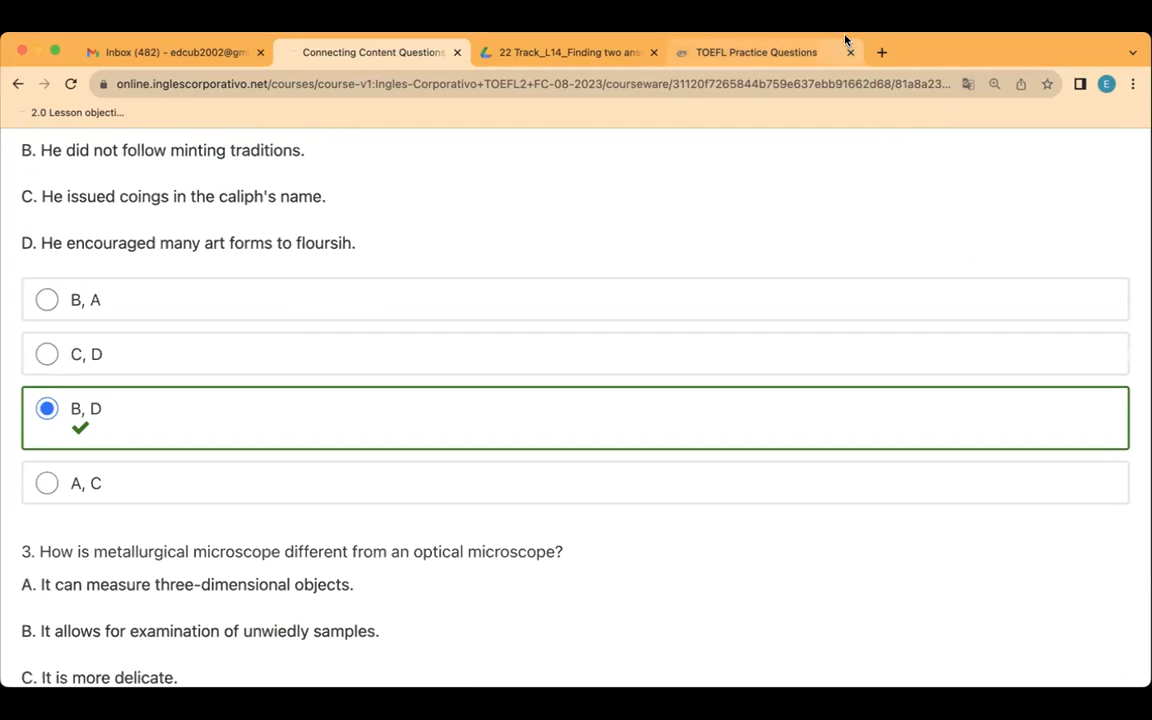 Inbox (482) - edcub2002@gm
Connecting Content Questions
22 Track_L14_Finding two ans
TOEFL Practice Questions
online.inglescorporativo.net/courses/course-v1:Ingles-Corporativo+TOEFL2+FC-08-2023/courseware/31120f7265844b759e637ebb91662d68/81a8a23...
E
2.0 Lesson objecti...
B. He did not follow minting traditions.
C. He issued coings in the caliph's name.
D. He encouraged many art forms to floursih.
B, A
C, D
B, D
A, C
3. How is metallurgical microscope different from an optical microscope?
A. It can measure three-dimensional objects.
B. It allows for examination of unwiedly samples.
C. It is more delicate.